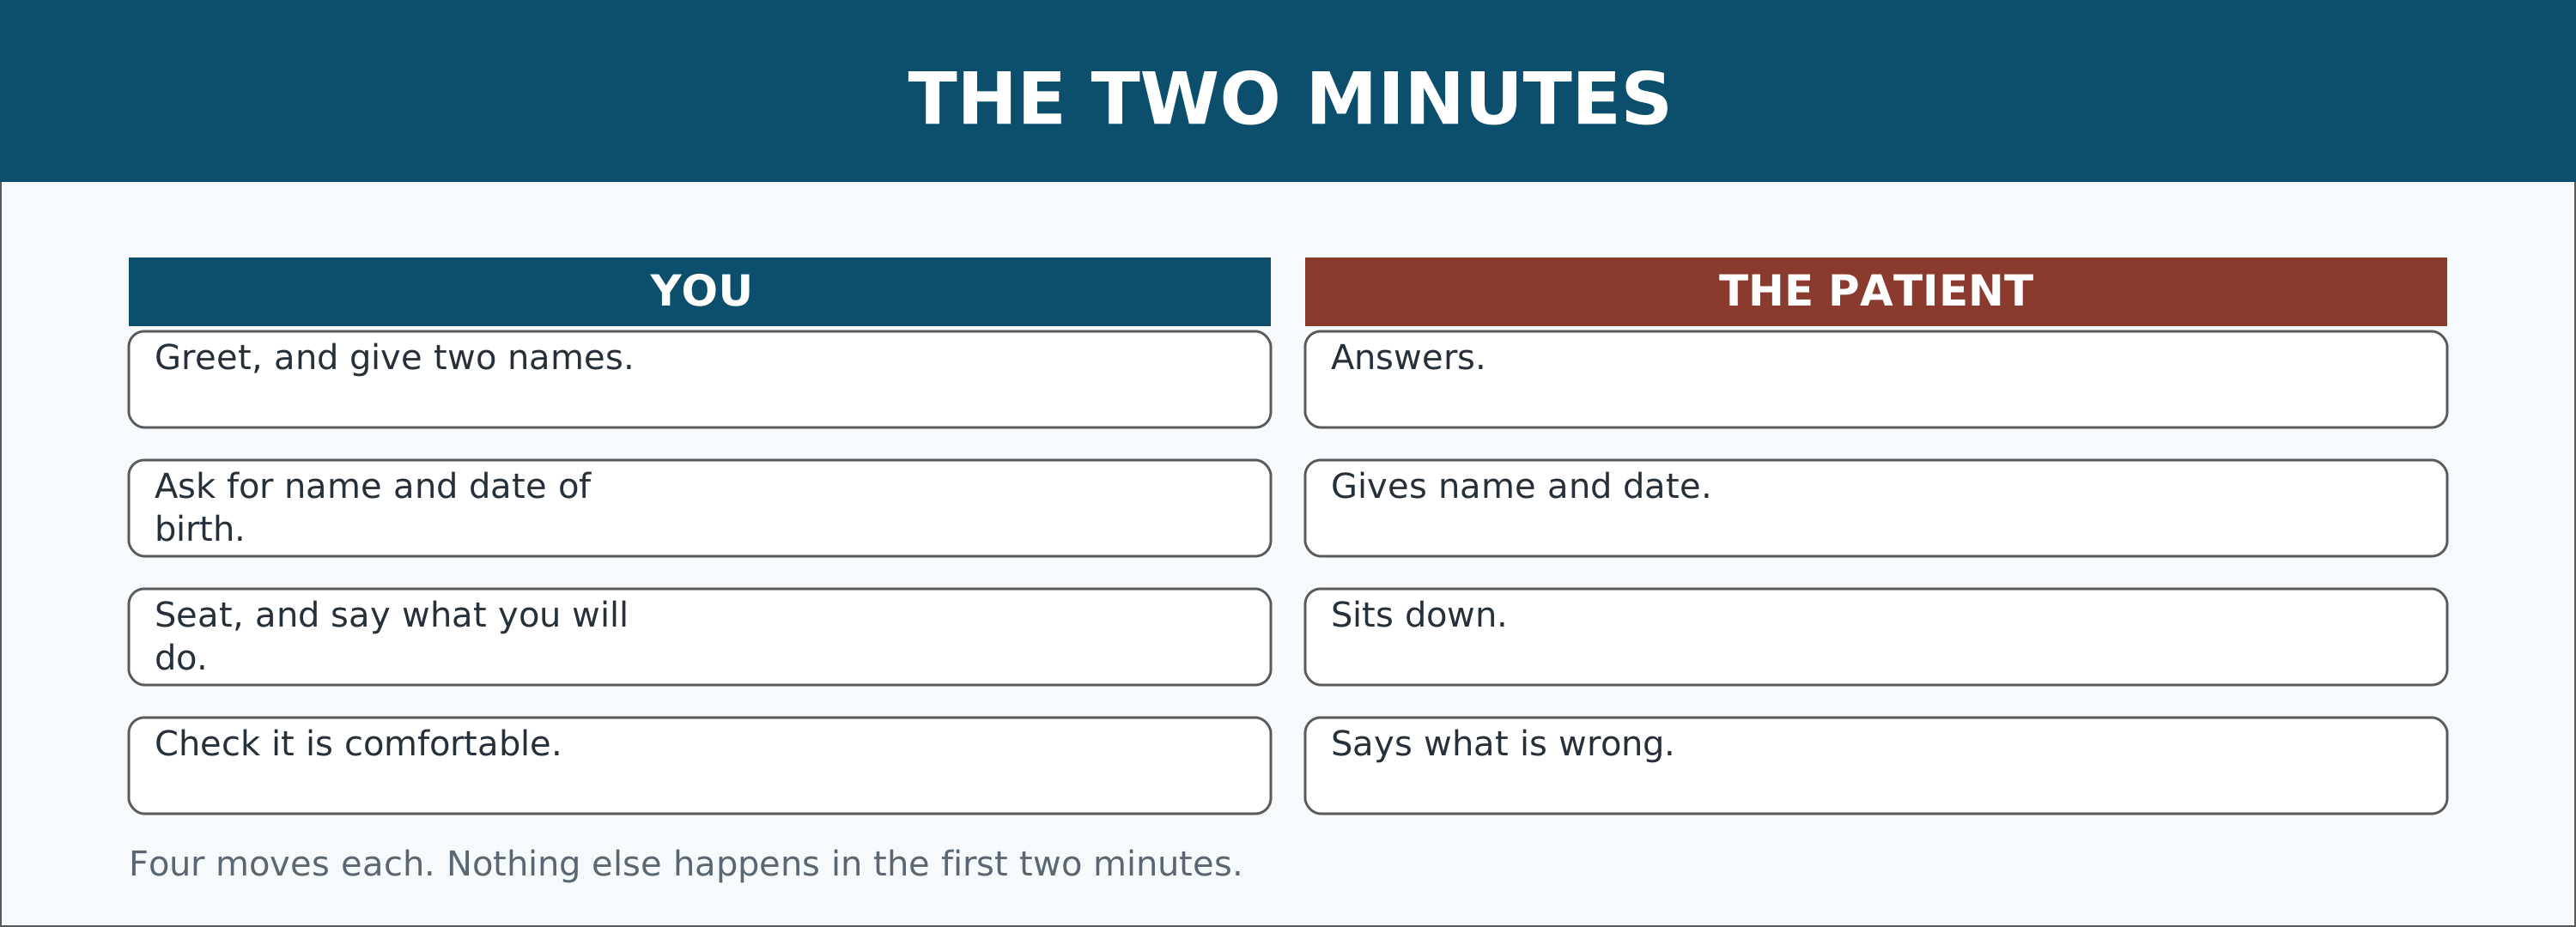 THE TWO MINUTES
YOU
THE PATIENT
Greet, and give two names.
Answers.
Ask for name and date of
birth.
Gives name and date.
Seat, and say what you will
do.
Sits down.
Check it is comfortable.
Says what is wrong.
Four moves each. Nothing else happens in the first two minutes.